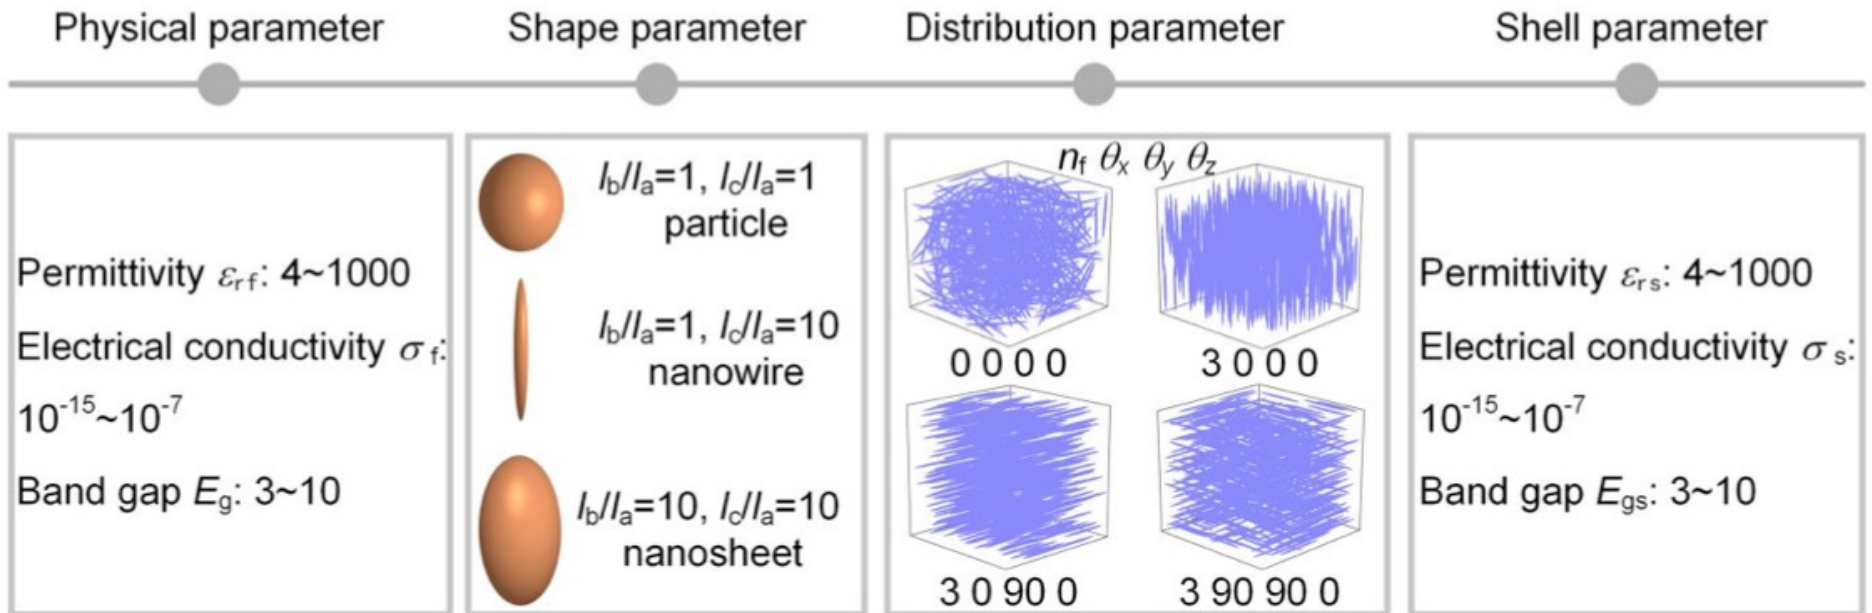 Physical parameter
Shape parameter
Distribution parameter
Shell parameter
Permittivity εrf: 4~1000
Electrical conductivity σf:
10-15~10-7
Band gap Eg: 3~10
lb/la=1, lc/la=1
particle
lb/la=1, lc/la=10
nanowire
lb/la=10, lc/la=10
nanosheet
nf θx θy θz
0 0 0 0
3 0 0 0
3 0 90 0
3 90 90 0
Permittivity εrs: 4~1000
Electrical conductivity σs:
10-15~10-7
Band gap Egs: 3~10